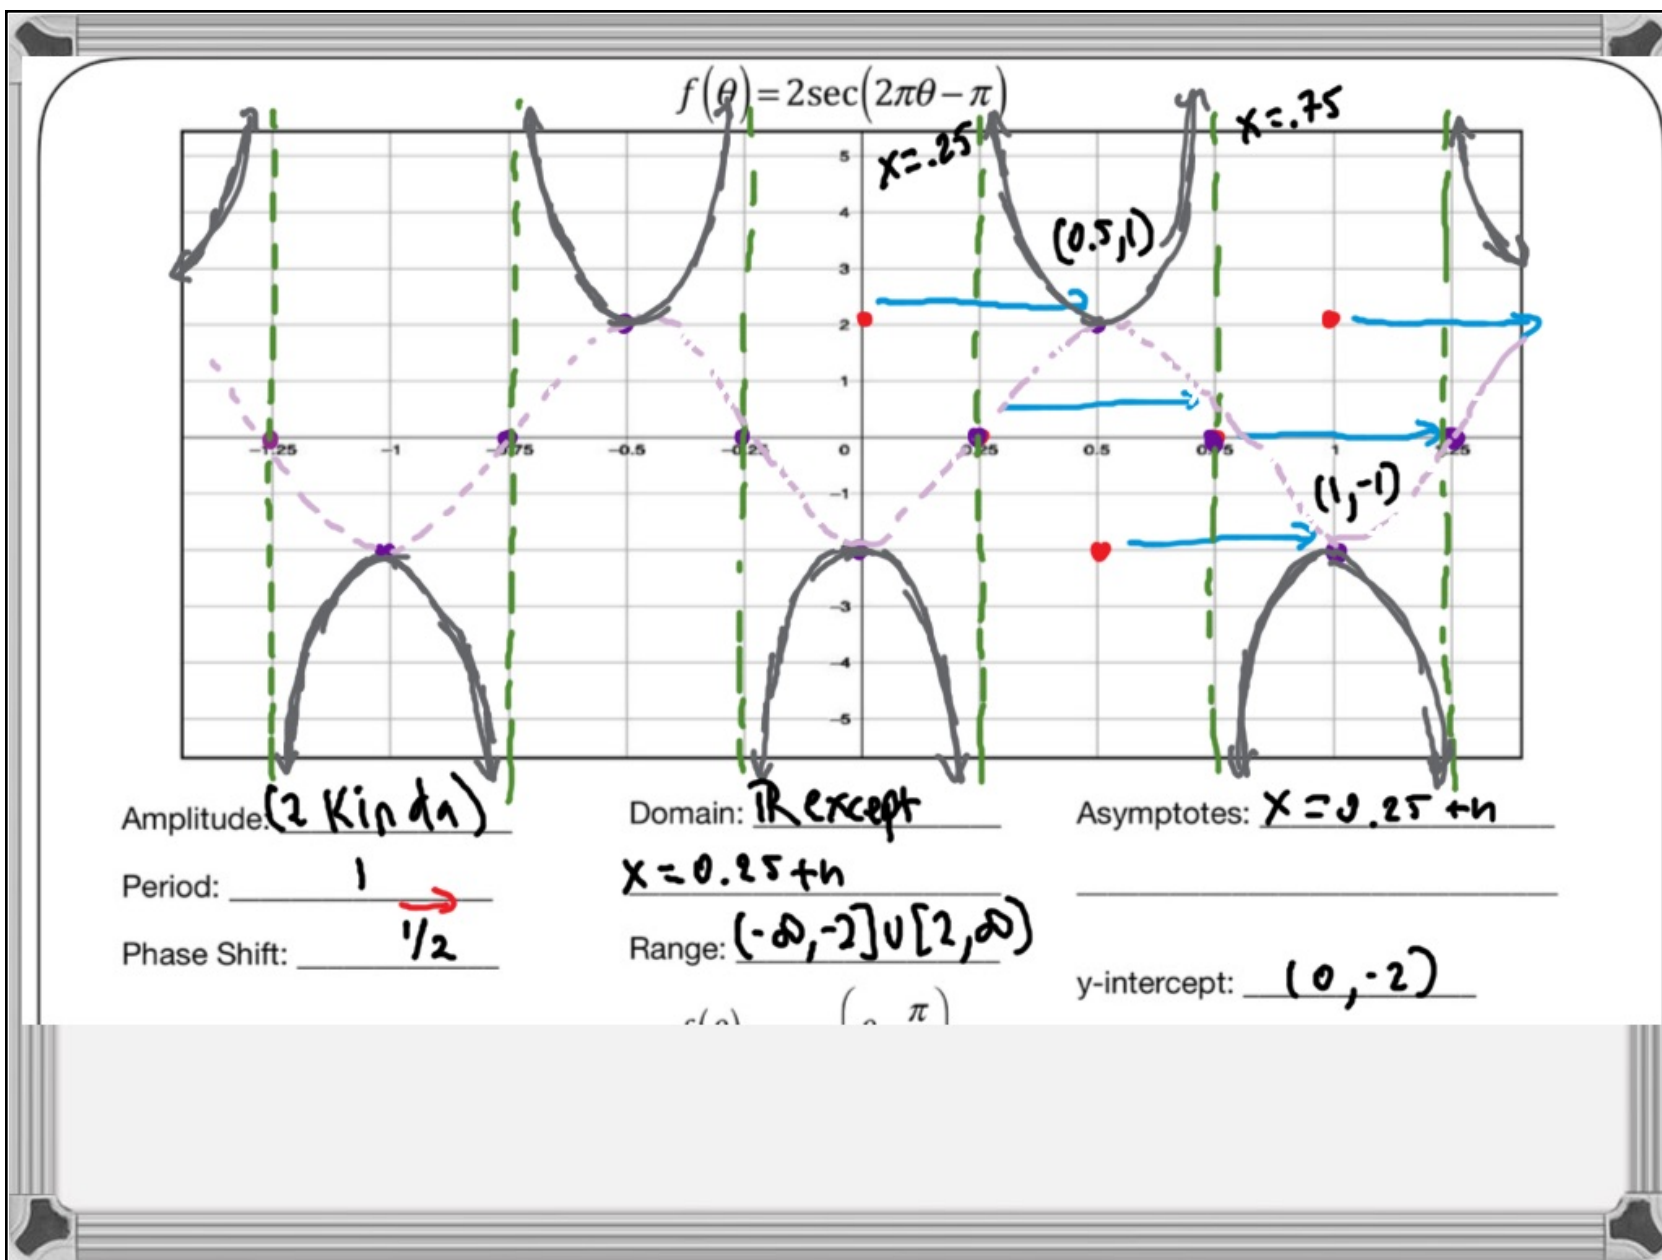 f(θ)=2sec(2πθ−π)
x=.25
x=.75
5
4
3
2
1
(0.5,1)
-1.25 -1 -0.75 -0.5 -0.25 0 0.25 0.5 0.75 1 1.25
-1
-3
-4
-5
(1,-1)
Amplitude: (2 Kinda)
Domain: ℝ except
x=0.25+n
Asymptotes: x=0.25+n
Period: 1
Phase Shift: 1/2
Range: (-∞,-2]∪[2,∞)
y-intercept: (0,-2)
π